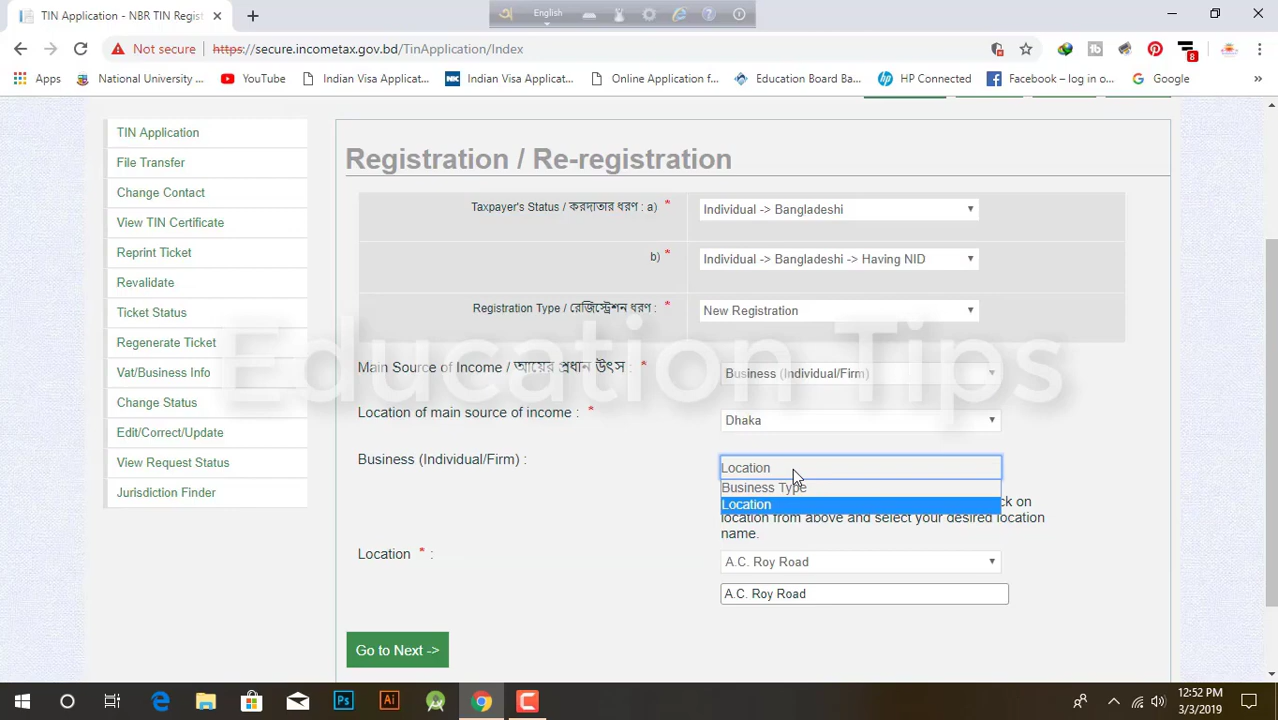 TIN Application - NBR TIN Regist
English
Not secure
https://secure.incometax.gov.bd/TinApplication/Index
8
Apps
National University ...
YouTube
Indian Visa Applicat...
NK
Indian Visa Applicat...
Online Application f...
Education Board Ba...
hp
HP Connected
Facebook – log in o...
Google
»
TIN Application
File Transfer
Change Contact
View TIN Certificate
Reprint Ticket
Revalidate
Ticket Status
Regenerate Ticket
Vat/Business Info
Change Status
Edit/Correct/Update
View Request Status
Jurisdiction Finder
Registration / Re-registration
Taxpayer's Status / করদাতার ধরণ : a) *
Individual -> Bangladeshi
b) *
Individual -> Bangladeshi -> Having NID
Registration Type / রেজিস্ট্রেশন ধরণ : *
New Registration
Education Tips
Main Source of Income / আয়ের প্রধান উৎস : *
Business (Individual/Firm)
Location of main source of income : *
Dhaka
Business (Individual/Firm) :
Location
Business Type
Location
ck on
location from above and select your desired location
name.
Location * :
A.C. Roy Road
A.C. Roy Road
Go to Next ->
Ps
Ai
12:52 PM
3/3/2019